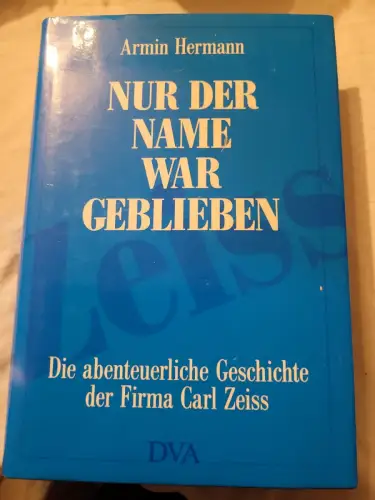 Armin Hermann
NUR DER
NAME
WAR
GEBLIEBEN
Zeiss
Die abenteuerliche Geschichte
der Firma Carl Zeiss
DVA